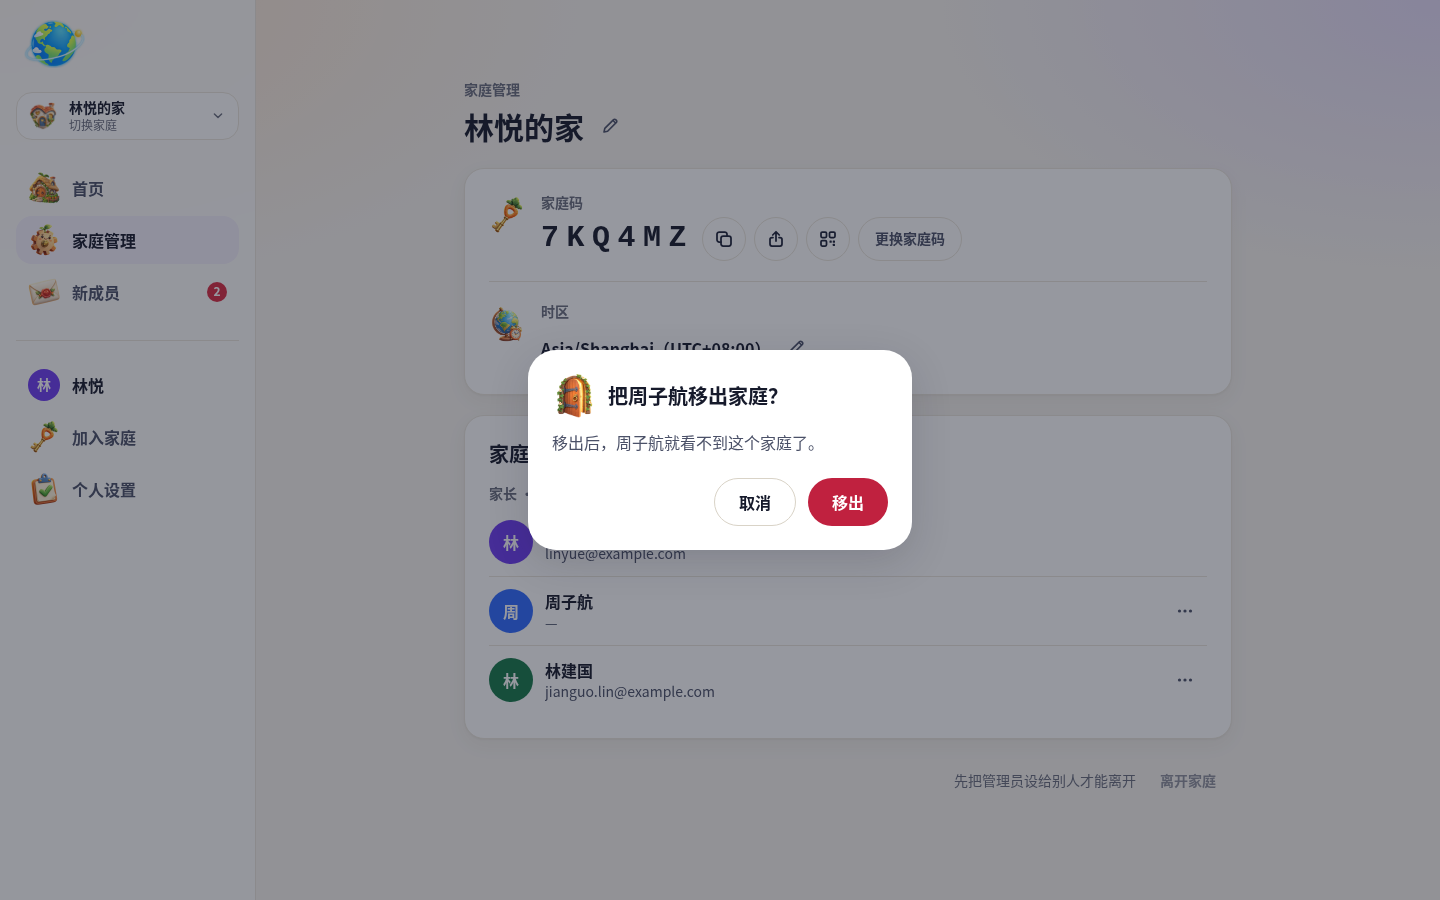 林悦的家
切换家庭
首页
家庭管理
新成员
2
林
林悦
加入家庭
个人设置
家庭管理
林悦的家
家庭码
7KQ4MZ
更换家庭码
时区
Asia/Shanghai（UTC+08:00）
把周子航移出家庭？
移出后，周子航就看不到这个家庭了。
取消
移出
家庭
家长
林
linyue@example.com
周
周子航
—
林
林建国
jianguo.lin@example.com
先把管理员设给别人才能离开
离开家庭